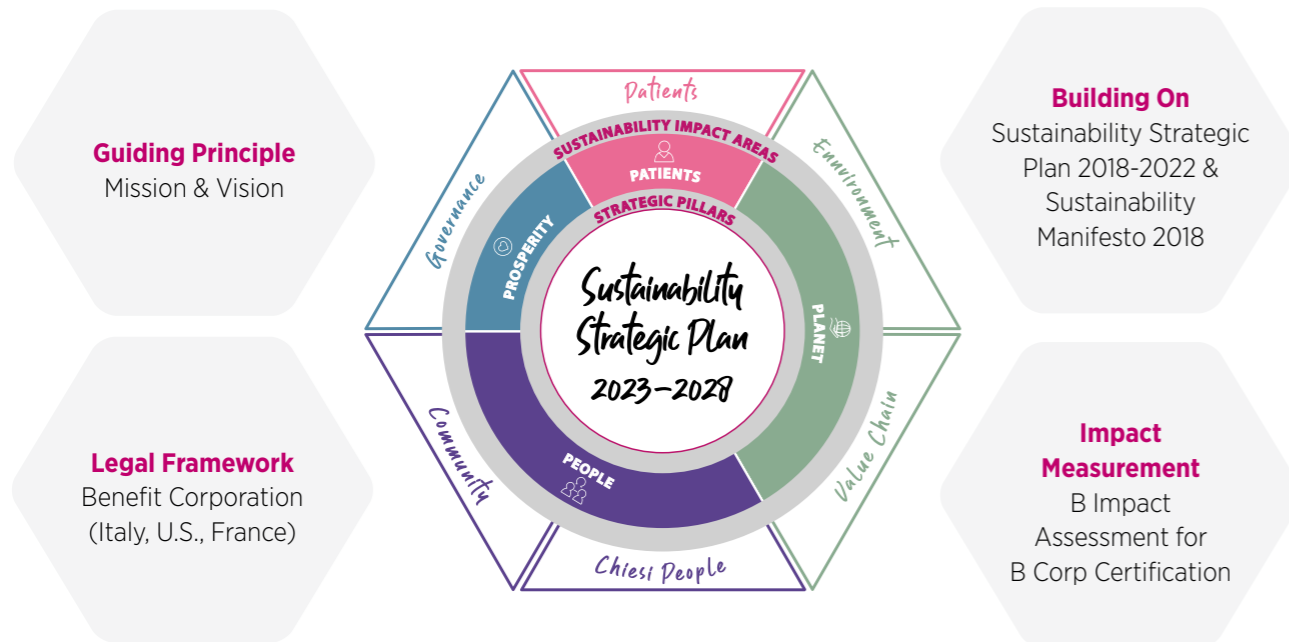 Guiding Principle
Mission & Vision
Legal Framework
Benefit Corporation
(Italy, U.S., France)
Patients
Ennvironment
Value Chain
Chiesi People
Community
Governance
SUSTAINABILITY IMPACT AREAS
PATIENTS
PLANET
PEOPLE
PROSPERITY
STRATEGIC PILLARS
Sustainability
Strategic Plan
2023–2028
Building On
Sustainability Strategic
Plan 2018-2022 &
Sustainability
Manifesto 2018
Impact
Measurement
B Impact
Assessment for
B Corp Certification